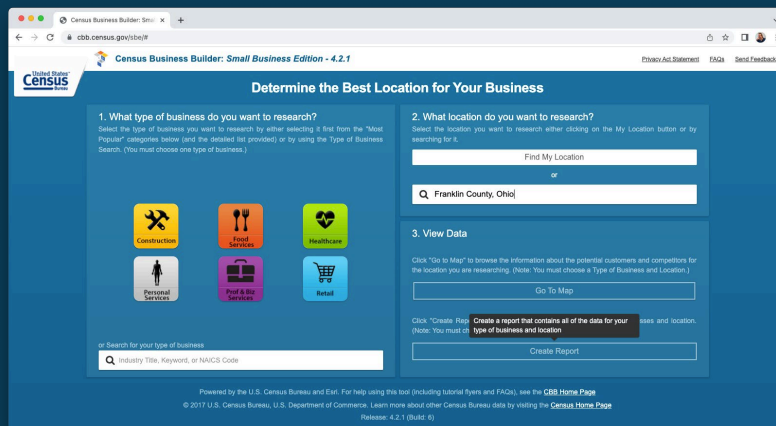 Census Business Builder: Smal
cbb.census.gov/sbe/#
Census Business Builder: Small Business Edition - 4.2.1
Privacy Act Statement FAQs Send Feedback
United States®
Census
Bureau
Determine the Best Location for Your Business
1. What type of business do you want to research?
Select the type of business you want to research by either selecting it first from the "Most
Popular" categories below (and the detailed list provided) or by using the Type of Business
Search. (You must choose one type of business.)
Construction
Food
Services
Healthcare
Personal
Services
Prof & Biz
Services
Retail
or Search for your type of business
Industry Title, Keyword, or NAICS Code
2. What location do you want to research?
Select the location you want to research either clicking on the My Location button or by
searching for it.
Find My Location
or
Franklin County, Ohio
3. View Data
Click "Go to Map" to browse the information about the potential customers and competitors for
the location you are researching. (Note: You must choose a Type of Business and Location.)
Go To Map
Click "Create Rep
sses and location.
(Note: You must ch
Create a report that contains all of the data for your
type of business and location
Create Report
Powered by the U.S. Census Bureau and Esri. For help using this tool (including tutorial flyers and FAQs), see the CBB Home Page
© 2017 U.S. Census Bureau, U.S. Department of Commerce. Learn more about other Census Bureau data by visiting the Census Home Page
Release: 4.2.1 (Build: 6)